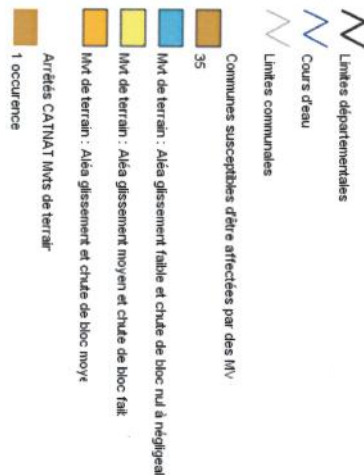 Limites départementales
Cours d'eau
Limites communales
Communes susceptibles d'être affectées par des MV
35
Mvt de terrain : Aléa glissement faible et chute de bloc nul à négligeal
Mvt de terrain : Aléa glissement moyen et chute de bloc faib
Mvt de terrain : Aléa glissement et chute de bloc moye
Arrêtés CATNAT Mvts de terrain
1 occurence